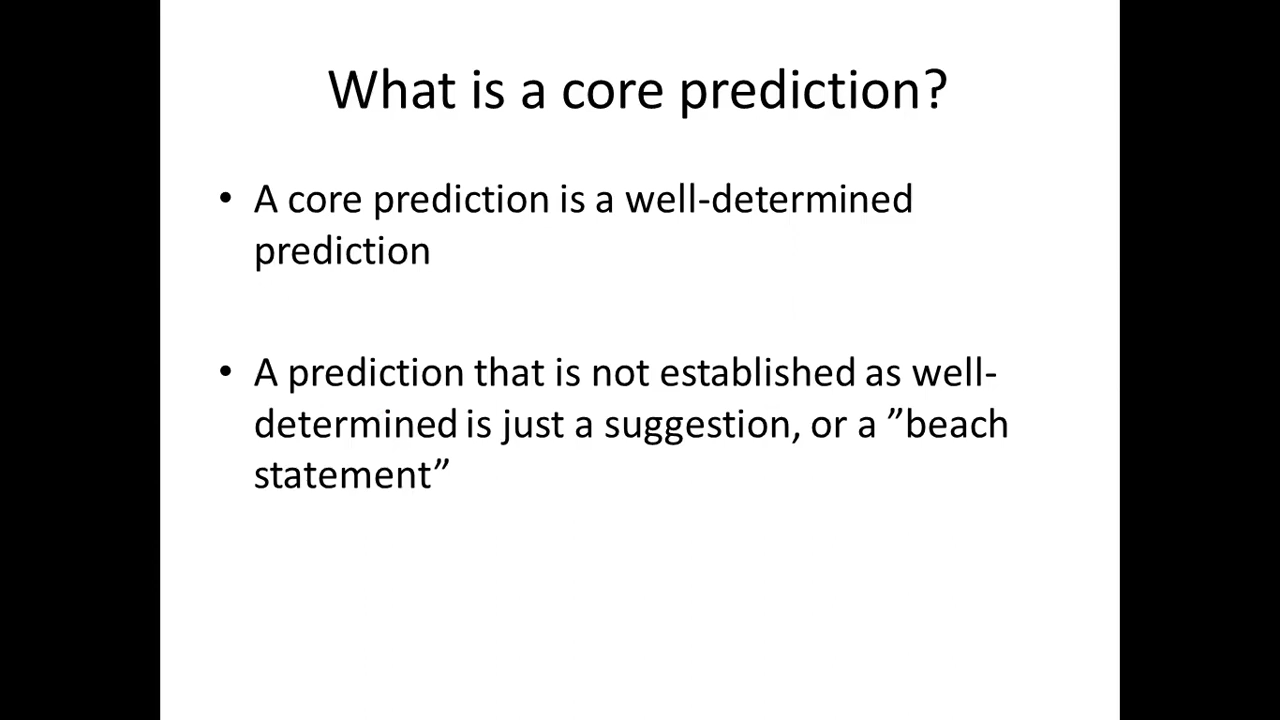 What is a core prediction?
• A core prediction is a well-determined
prediction
• A prediction that is not established as well-
determined is just a suggestion, or a ”beach
statement”